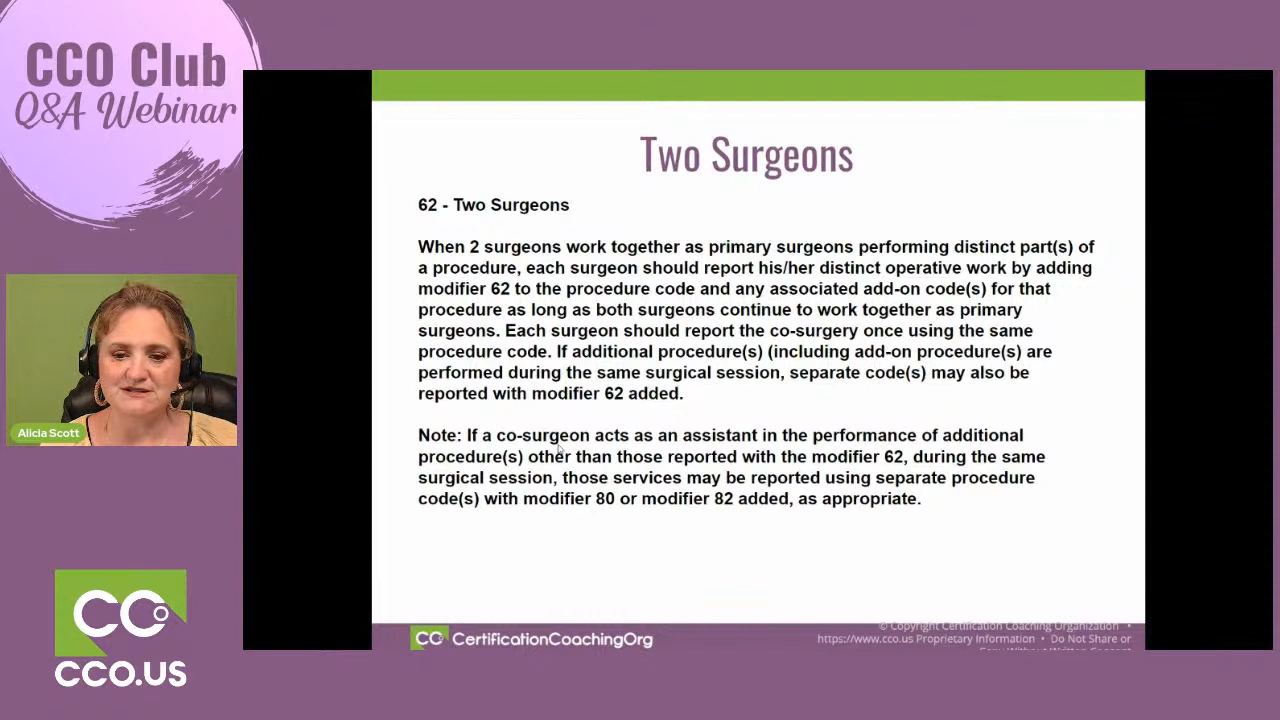 CCO Club
Q&A Webinar
Two Surgeons
62 - Two Surgeons
When 2 surgeons work together as primary surgeons performing distinct part(s) of
a procedure, each surgeon should report his/her distinct operative work by adding
modifier 62 to the procedure code and any associated add-on code(s) for that
procedure as long as both surgeons continue to work together as primary
surgeons. Each surgeon should report the co-surgery once using the same
procedure code. If additional procedure(s) (including add-on procedure(s) are
performed during the same surgical session, separate code(s) may also be
reported with modifier 62 added.
Note: If a co-surgeon acts as an assistant in the performance of additional
procedure(s) other than those reported with the modifier 62, during the same
surgical session, those services may be reported using separate procedure
code(s) with modifier 80 or modifier 82 added, as appropriate.
Alicia Scott
CCO
CCO.US
CCO CertificationCoachingOrg
© Copyright Certification Coaching Organization •
https://www.cco.us Proprietary Information • Do Not Share or
Copy Without Written Consent